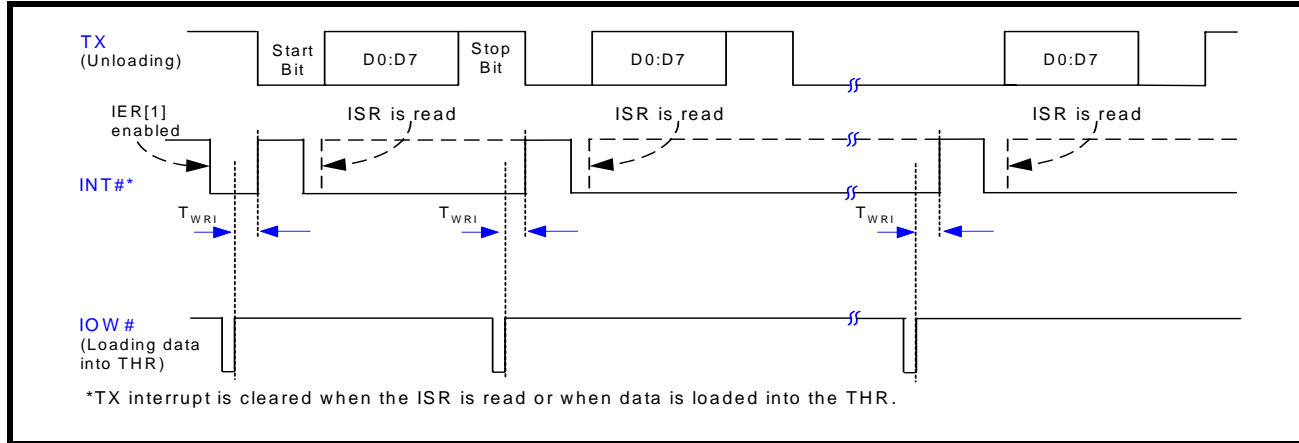 TX
(Unloading)
Start
Bit
D0:D7
Stop
Bit
D0:D7
D0:D7
IER[1]
enabled
ISR is read
ISR is read
ISR is read
INT#*
TWRI
TWRI
TWRI
IOW#
(Loading data
into THR)
*TX interrupt is cleared when the ISR is read or when data is loaded into the THR.